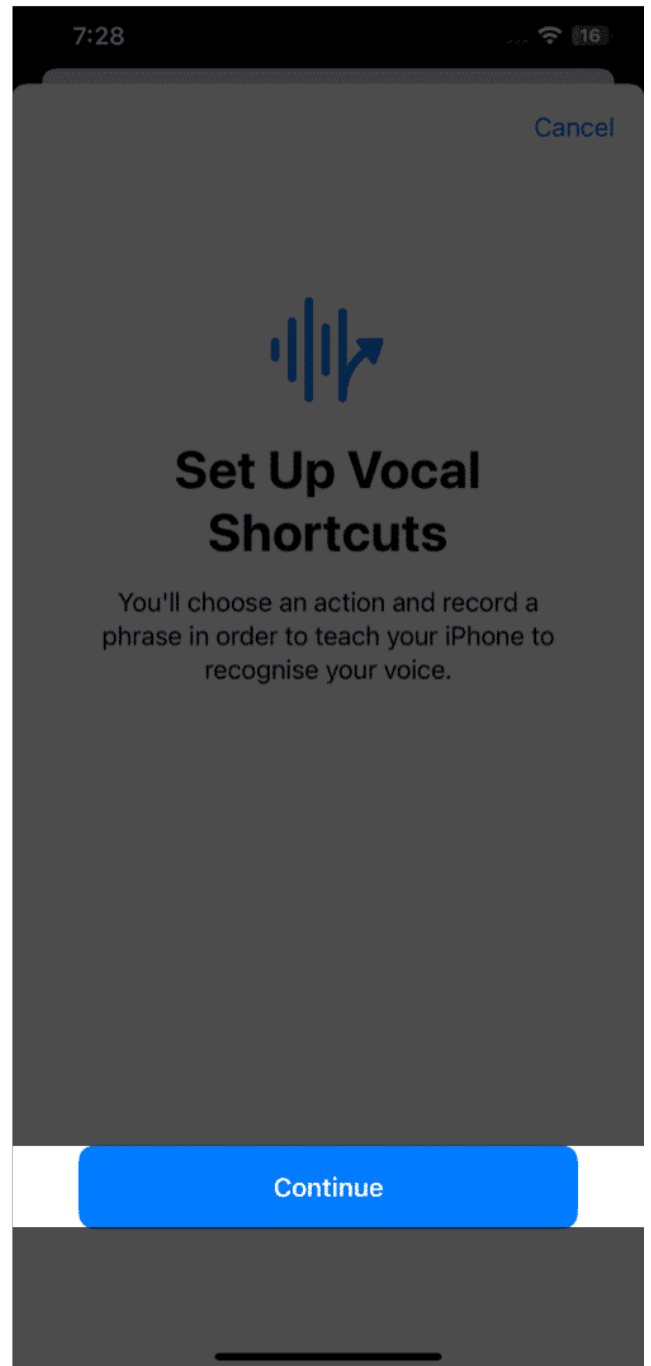 7:28
16
Cancel
Set Up Vocal
Shortcuts
You'll choose an action and record a
phrase in order to teach your iPhone to
recognise your voice.
Continue